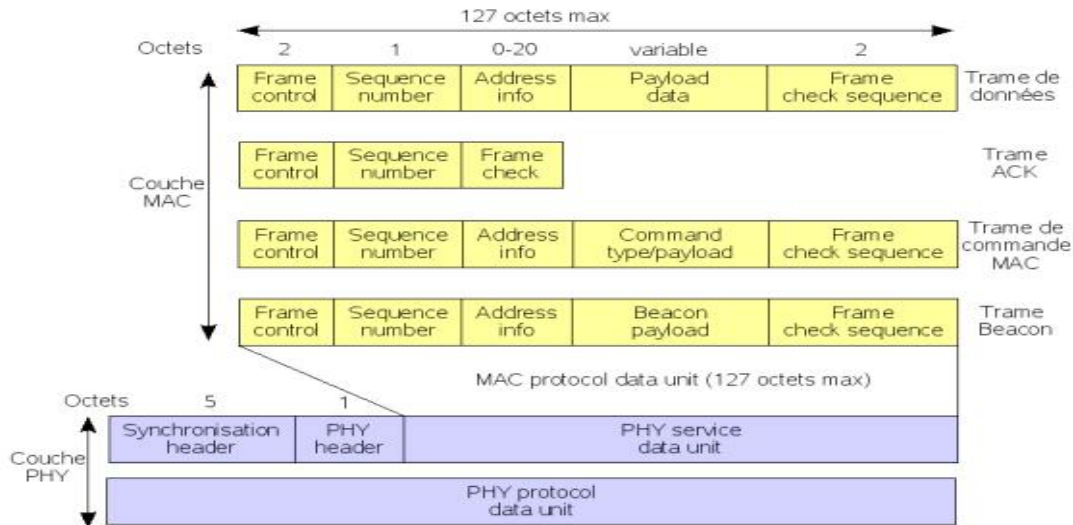 127 octets max
Octets 2 1 0-20 variable 2
Frame control Sequence number Address info Payload data Frame check sequence Trame de données
Frame control Sequence number Frame check Trame ACK
Couche MAC
Frame control Sequence number Address info Command type/payload Frame check sequence Trame de commande MAC
Frame control Sequence number Address info Beacon payload Frame check sequence Trame Beacon
MAC protocol data unit (127 octets max)
Octets 5 1
Synchronisation header PHY header PHY service data unit
Couche PHY
PHY protocol data unit